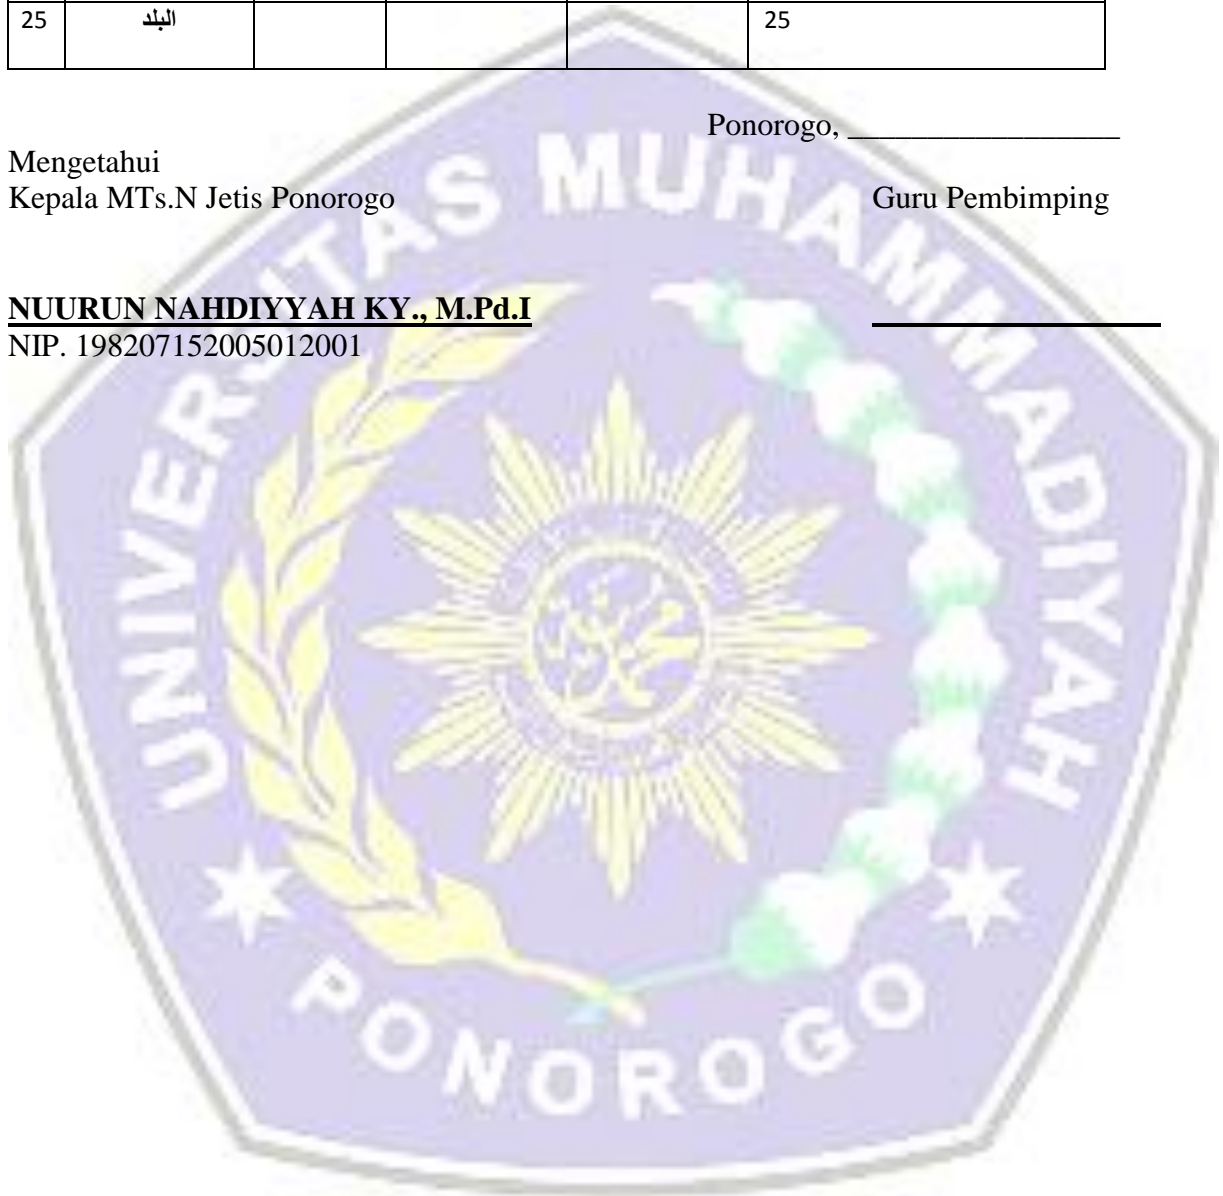 25 البلد 25
Ponorogo, _________________
Mengetahui
Kepala MTs.N Jetis Ponorogo Guru Pembimping
NUURUN NAHDIYYAH KY., M.Pd.I
NIP. 198207152005012001
UNIVERSITAS MUHAMMADIYAH
PONOROGO